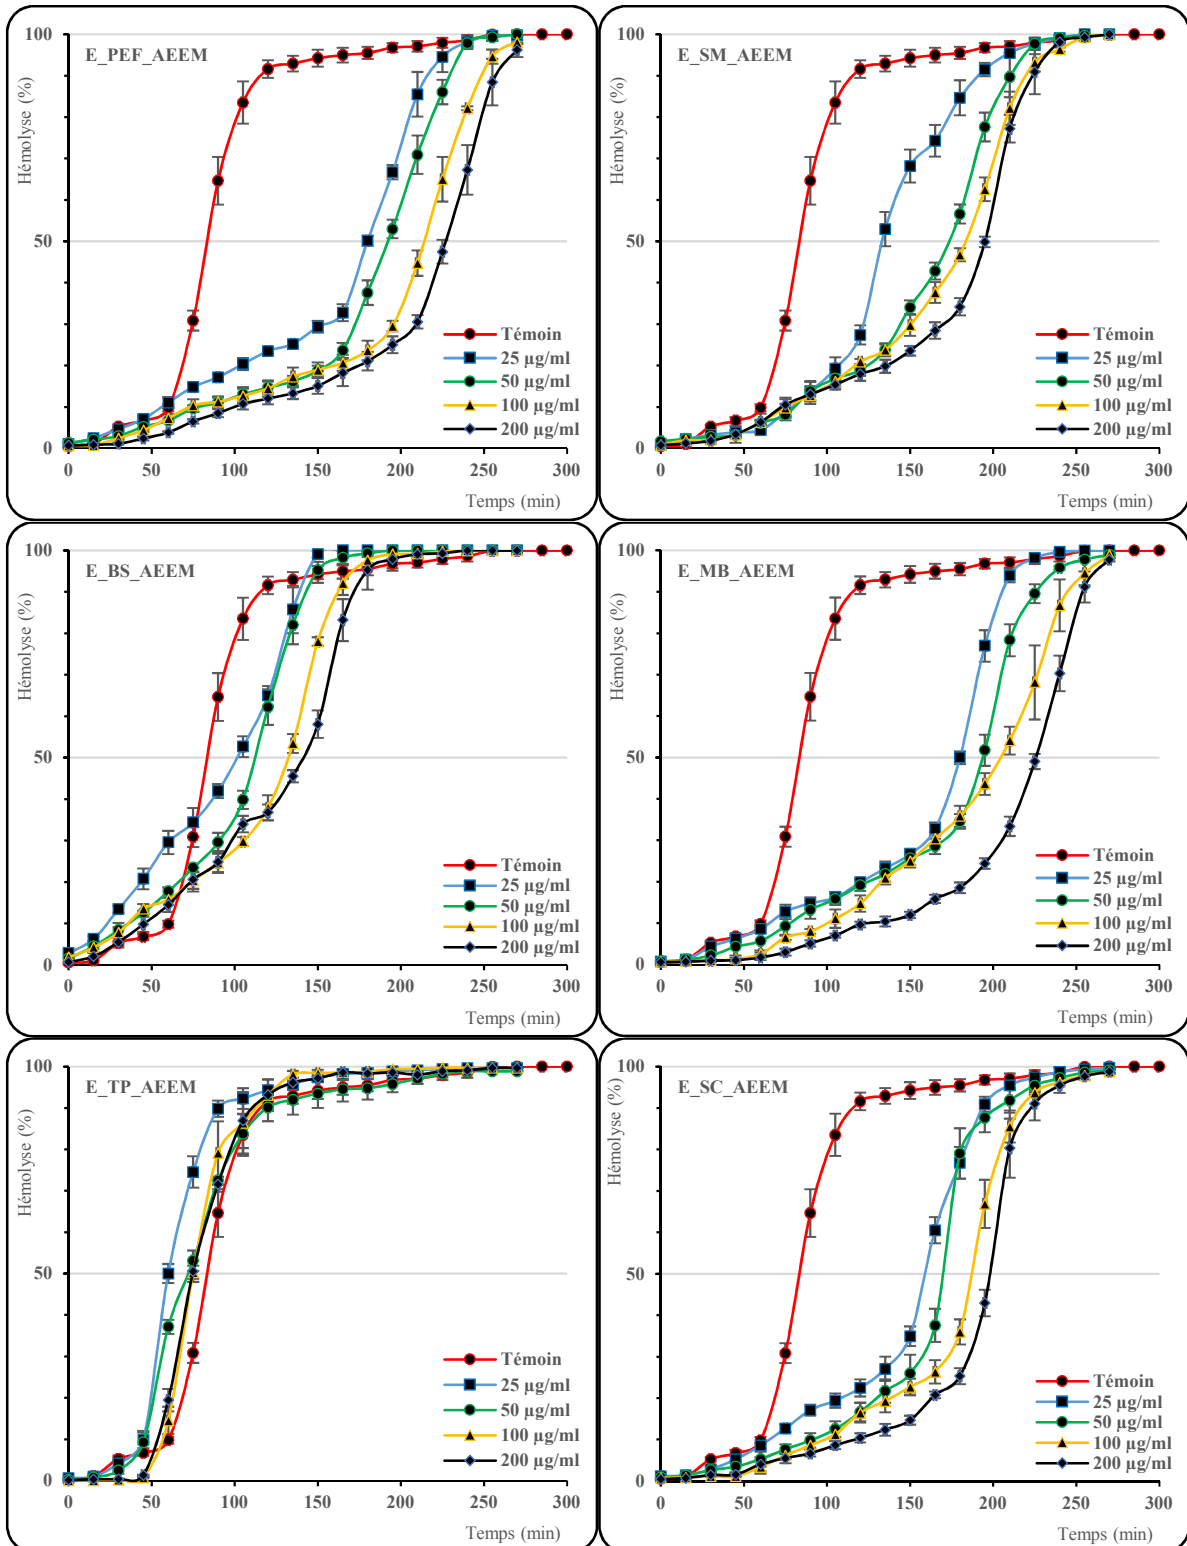 E_PEF_AEEM
Hémolyse (%)
100
50
0
Témoin
25 µg/ml
50 µg/ml
100 µg/ml
200 µg/ml
0 50 100 150 200 250 300
Temps (min)
E_SM_AEEM
Hémolyse (%)
100
50
0
Témoin
25 µg/ml
50 µg/ml
100 µg/ml
200 µg/ml
0 50 100 150 200 250 300
Temps (min)
E_BS_AEEM
Hémolyse (%)
100
50
0
Témoin
25 µg/ml
50 µg/ml
100 µg/ml
200 µg/ml
0 50 100 150 200 250 300
Temps (min)
E_MB_AEEM
Hémolyse (%)
100
50
0
Témoin
25 µg/ml
50 µg/ml
100 µg/ml
200 µg/ml
0 50 100 150 200 250 300
Temps (min)
E_TP_AEEM
Hémolyse (%)
100
50
0
Témoin
25 µg/ml
50 µg/ml
100 µg/ml
200 µg/ml
0 50 100 150 200 250 300
Temps (min)
E_SC_AEEM
Hémolyse (%)
100
50
0
Témoin
25 µg/ml
50 µg/ml
100 µg/ml
200 µg/ml
0 50 100 150 200 250 300
Temps (min)